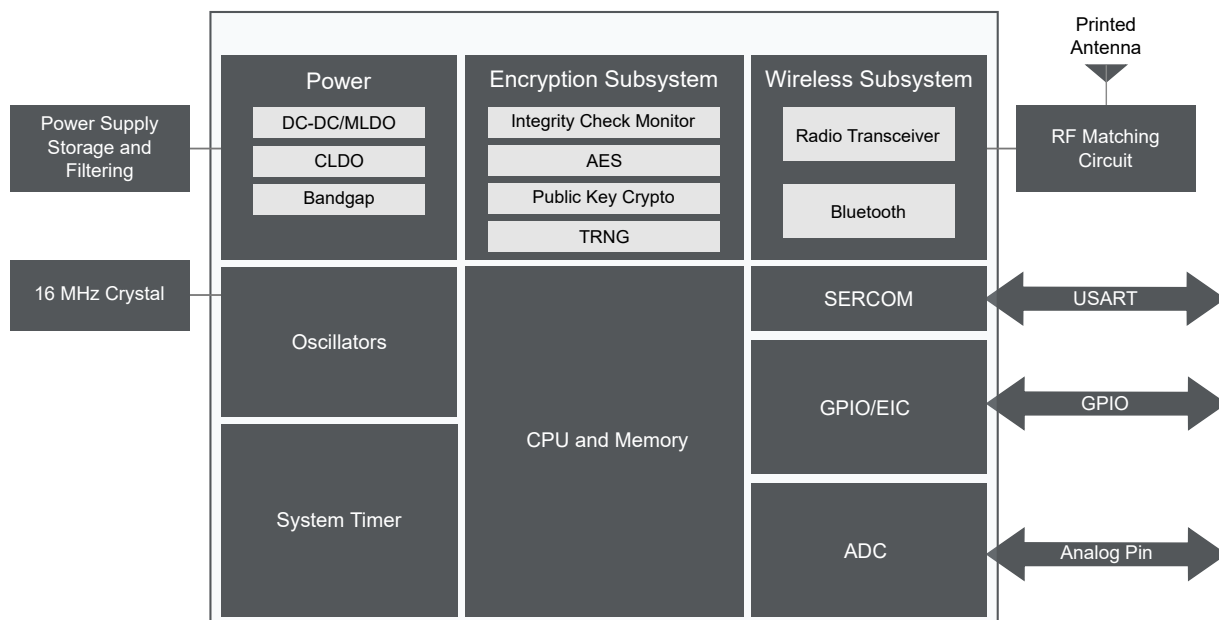 Printed
Antenna
Power
Encryption Subsystem
Wireless Subsystem
Power Supply
Storage and
Filtering
DC-DC/MLDO
CLDO
Bandgap
Integrity Check Monitor
AES
Public Key Crypto
TRNG
Radio Transceiver
Bluetooth
RF Matching
Circuit
16 MHz Crystal
Oscillators
System Timer
CPU and Memory
SERCOM
USART
GPIO/EIC
GPIO
ADC
Analog Pin